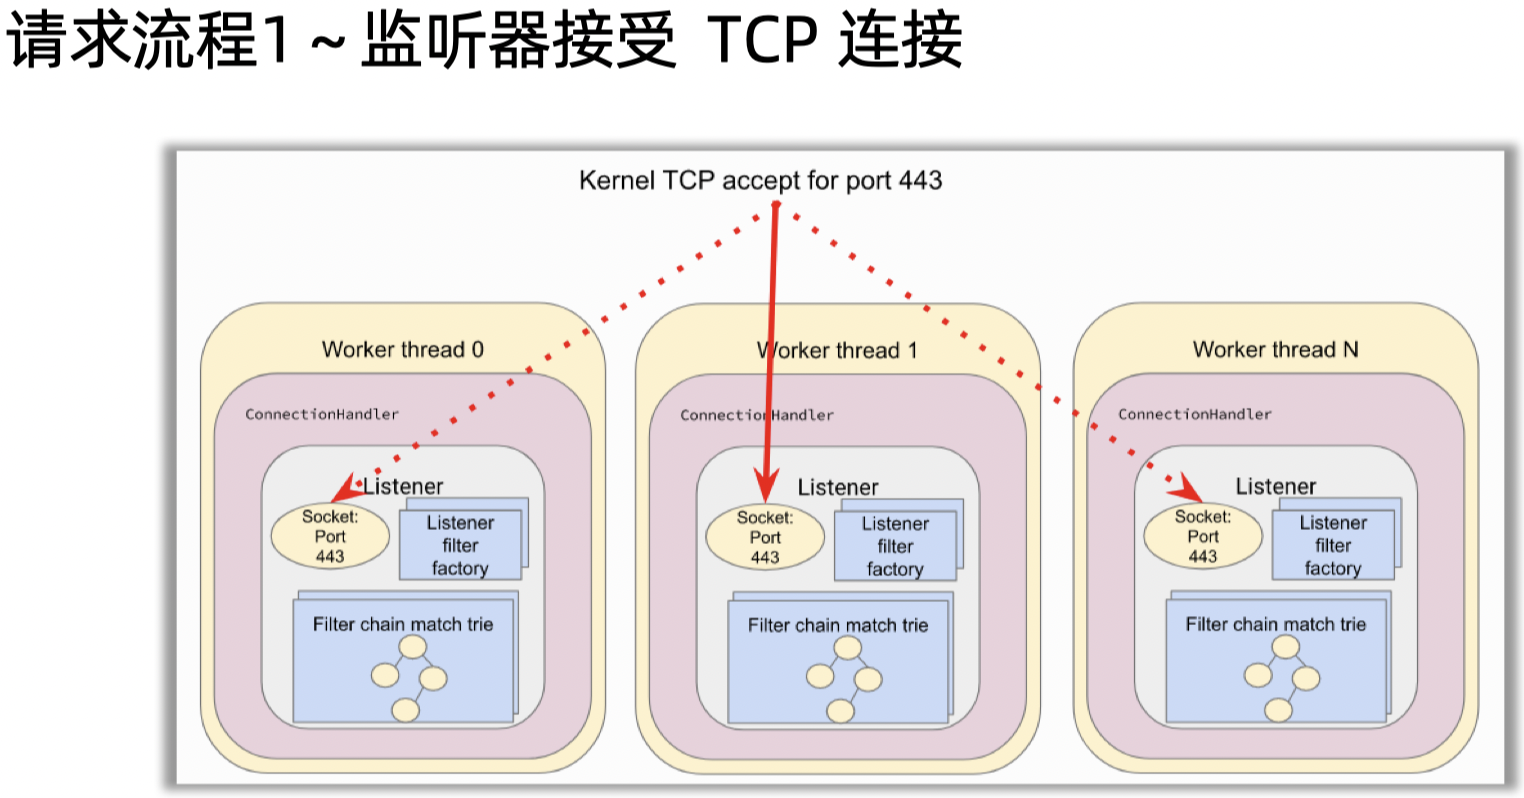 请求流程1 ~ 监听器接受 TCP 连接
Kernel TCP accept for port 443
Worker thread 0
ConnectionHandler
Listener
Socket:
Port
443
Listener
filter
factory
Filter chain match trie
Worker thread 1
ConnectionHandler
Listener
Socket:
Port
443
Listener
filter
factory
Filter chain match trie
Worker thread N
ConnectionHandler
Listener
Socket:
Port
443
Listener
filter
factory
Filter chain match trie